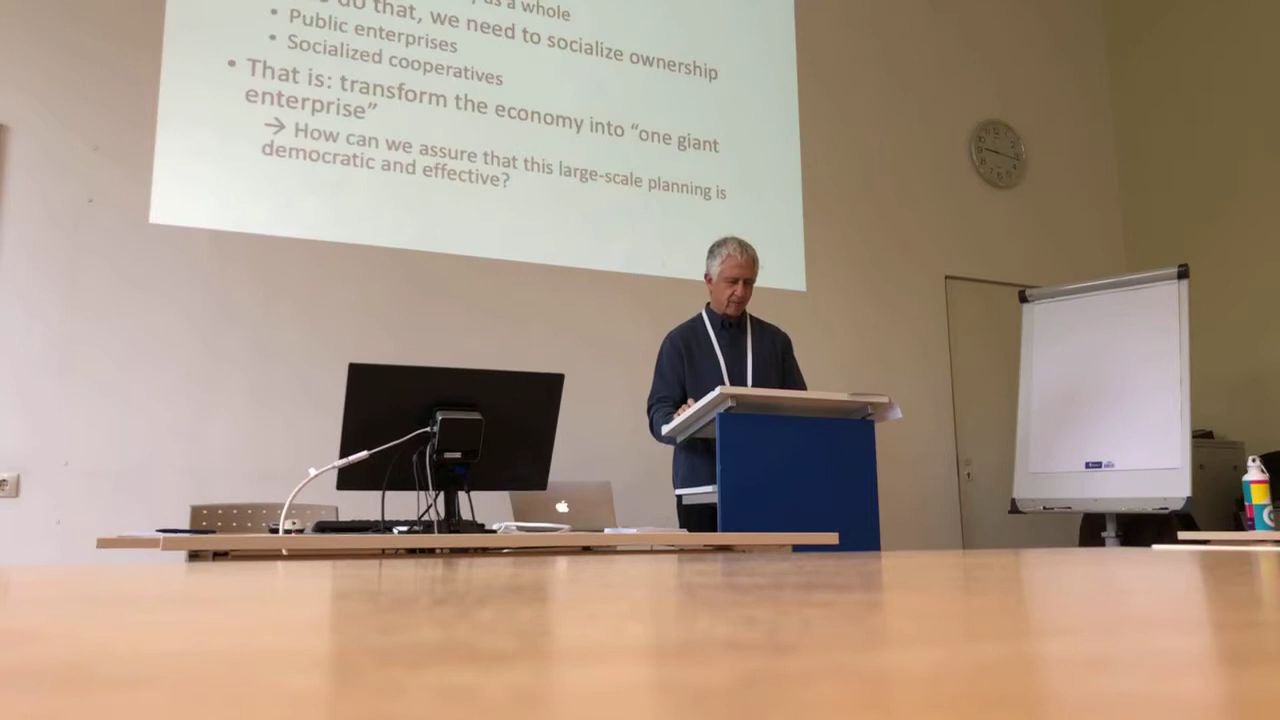 as a whole
do that, we need to socialize ownership
• Public enterprises
• Socialized cooperatives
• That is: transform the economy into “one giant
enterprise”
→ How can we assure that this large-scale planning is
democratic and effective?